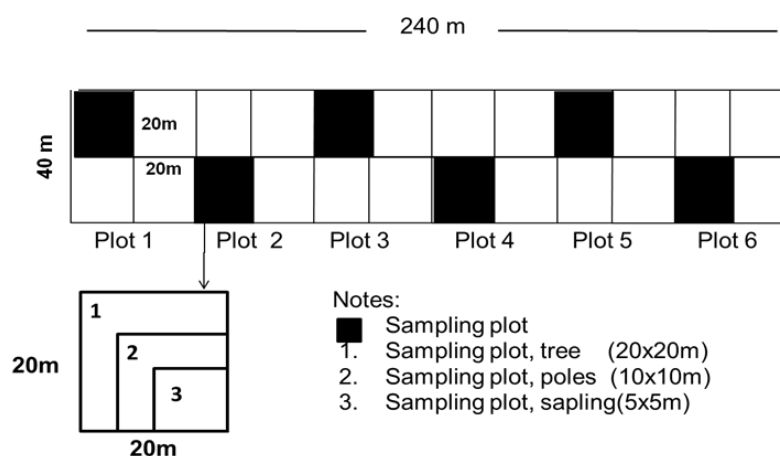 240 m
40 m
20m
20m
Plot 1 Plot 2 Plot 3 Plot 4 Plot 5 Plot 6
1
2
3
20m
20m
Notes:
Sampling plot
1. Sampling plot, tree (20x20m)
2. Sampling plot, poles (10x10m)
3. Sampling plot, sapling(5x5m)